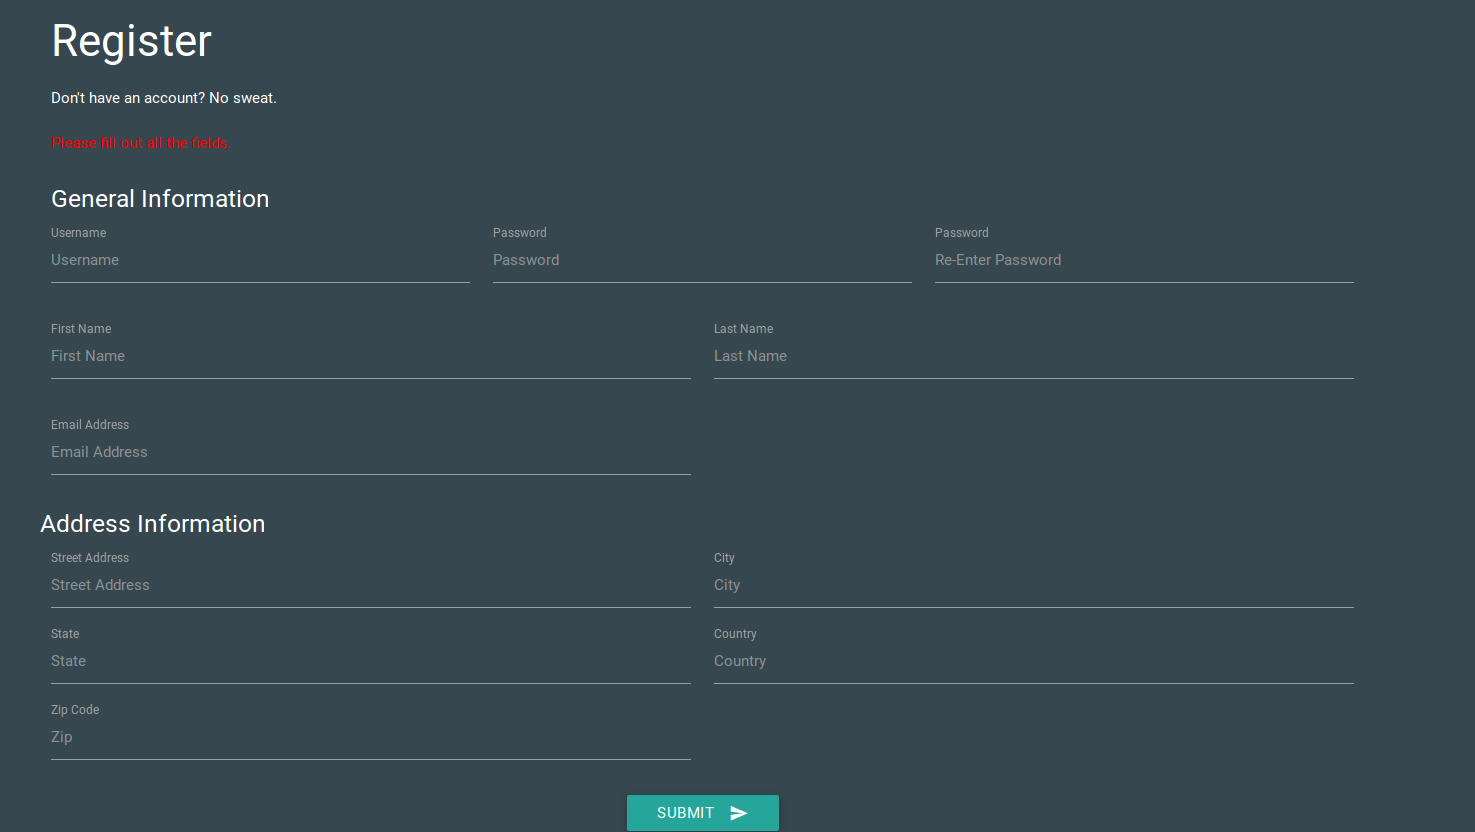 Register
Don't have an account? No sweat.
Please fill out all the fields.
General Information
Username Password Password
Username Password Re-Enter Password
First Name Last Name
First Name Last Name
Email Address
Email Address
Address Information
Street Address City
Street Address City
State Country
State Country
Zip Code
Zip
SUBMIT